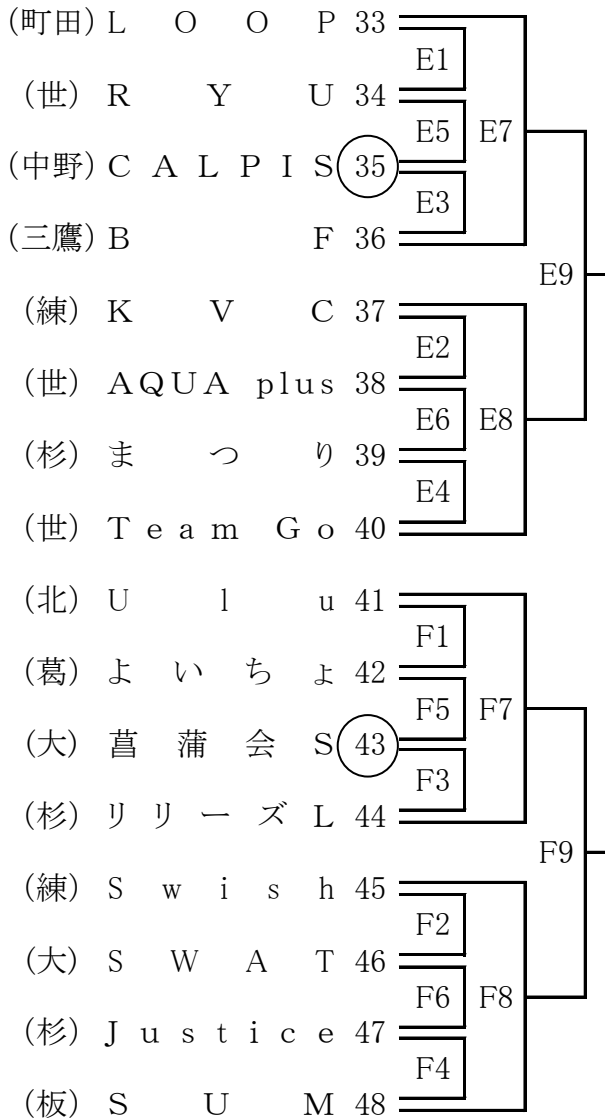 (町田) L O O P 33
E1
(世) R Y U 34
E5 E7
(中野) C A L P I S 35
E3
(三鷹) B F 36
E9
(練) K V C 37
E2
(世) AQUA plus 38
E6 E8
(杉) ま つ り 39
E4
(世) Team Go 40
(北) U l u 41
F1
(葛) よ い ち ょ 42
F5 F7
(大) 菖 蒲 会 S 43
F3
(杉) リ リ ー ズ L 44
F9
(練) S w i s h 45
F2
(大) S W A T 46
F6 F8
(杉) J u s t i c e 47
F4
(板) S U M 48